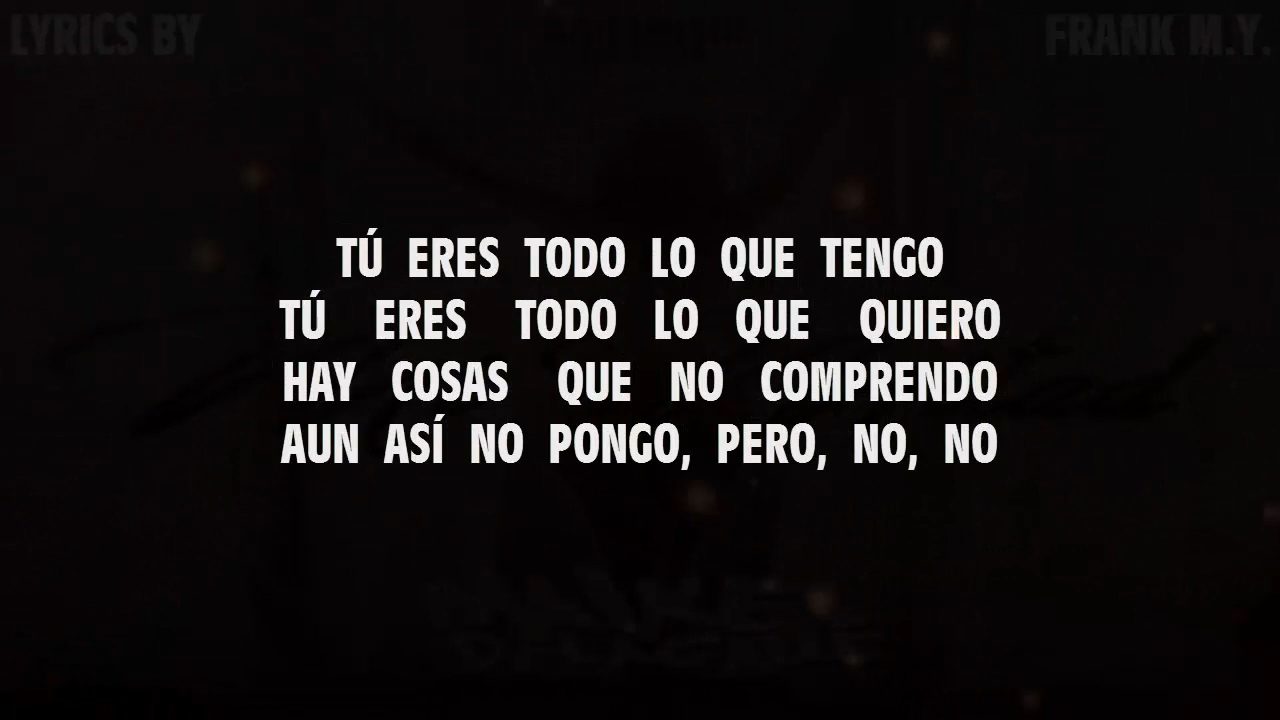 LYRICS BY
FRANK M.Y.
TÚ ERES TODO LO QUE TENGO
TÚ ERES TODO LO QUE QUIERO
HAY COSAS QUE NO COMPRENDO
AUN ASÍ NO PONGO, PERO, NO, NO